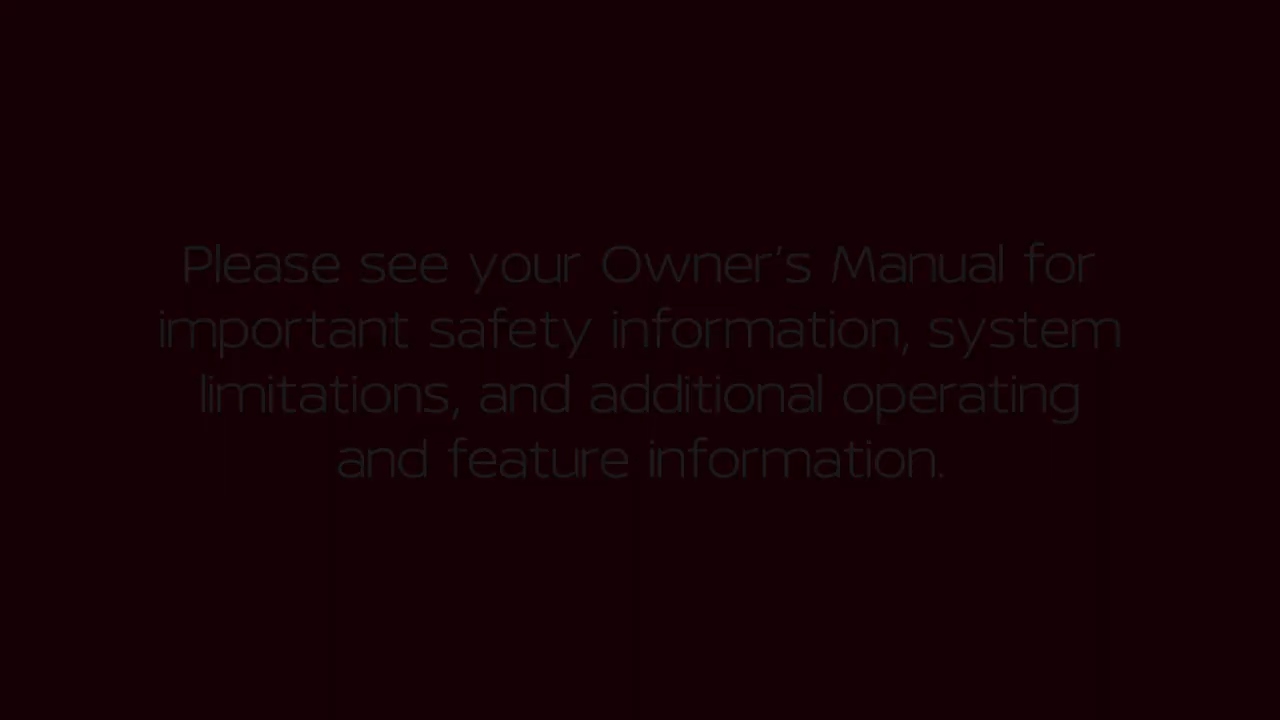 Please see your Owner’s Manual for
important safety information, system
limitations, and additional operating
and feature information.